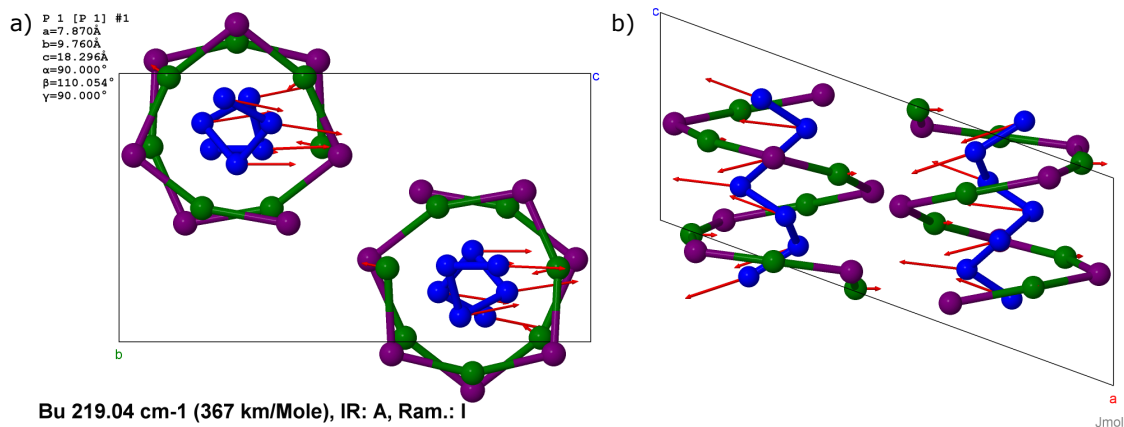 a)
P 1 [P 1] #1
a=7.870Å
b=9.760Å
c=18.296Å
α=90.000°
β=110.054°
γ=90.000°
c
b
b)
c
a
Bu 219.04 cm-1 (367 km/Mole), IR: A, Ram.: I
Jmol